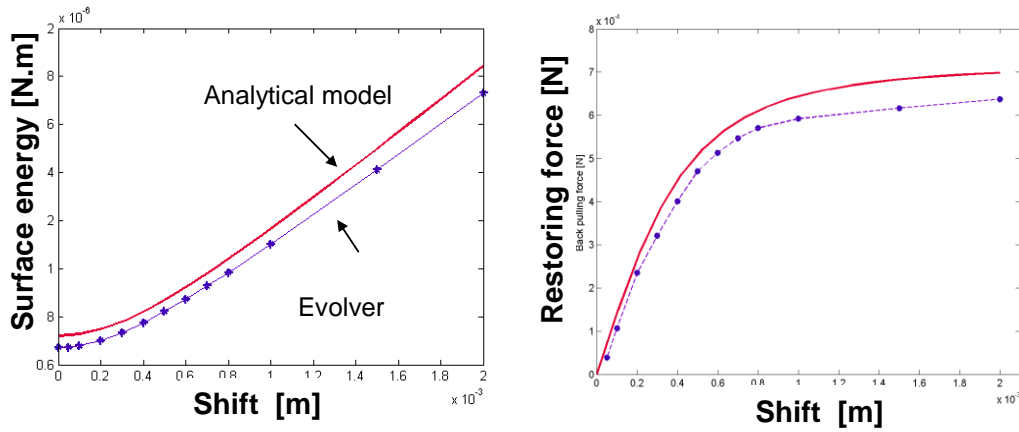 x 10⁻⁶
2
8
6
4
2
1
8
0.6
Surface energy [N.m]
Analytical model
Evolver
0 0.2 0.4 0.6 0.8 1 1.2 1.4 1.6 1.8 2
x 10⁻³
Shift [m]
x 10⁻⁴
8
7
6
5
4
3
2
1
0
Restoring force [N]
Back pulling force [N]
0 0.2 0.4 0.6 0.8 1 1.2 1.4 1.6 1.8 2
x 10⁻³
Shift [m]